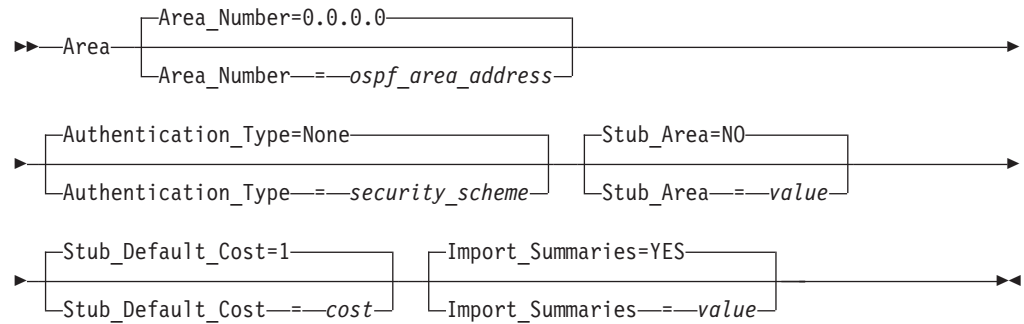 Area_Number=0.0.0.0
Area
Area_Number = ospf_area_address
Authentication_Type=None Stub_Area=NO
Authentication_Type = security_scheme Stub_Area = value
Stub_Default_Cost=1 Import_Summaries=YES
Stub_Default_Cost = cost Import_Summaries = value